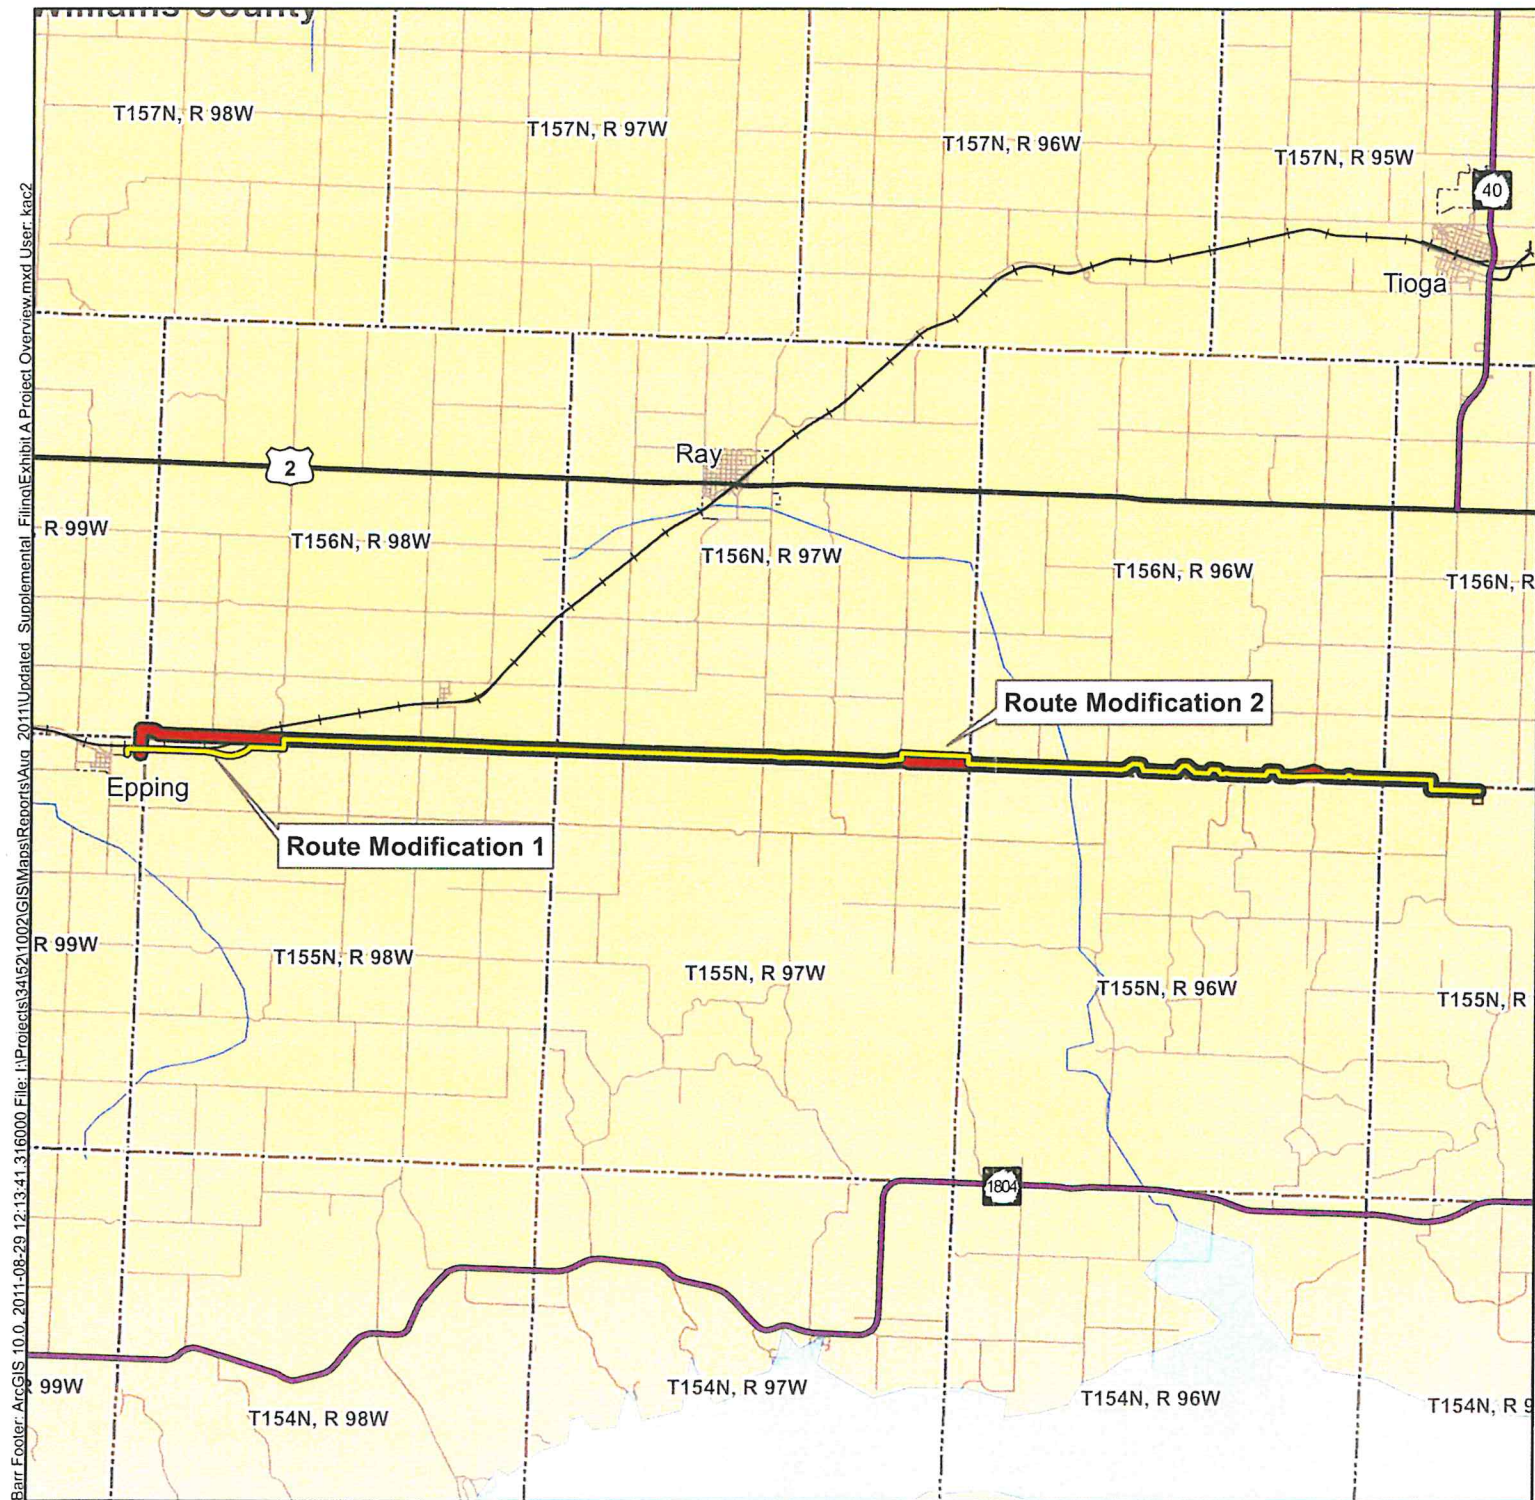 Williams County
T157N, R 98W
T157N, R 97W
T157N, R 96W
T157N, R 95W
40
Tioga
Ray
2
R 99W
T156N, R 98W
T156N, R 97W
T156N, R 96W
T156N, R
Route Modification 2
Epping
Route Modification 1
R 99W
T155N, R 98W
T155N, R 97W
T155N, R 96W
T155N, R
1804
R 99W
T154N, R 98W
T154N, R 97W
T154N, R 96W
T154N, R 9
Barr Footer: ArcGIS 10.0, 2011-08-29 12:13:41.316000 File: I:\Projects\34\52\1002\GIS\Maps\Reports\Aug_2011\Updated_Supplemental_Filing\Exhibit A Project Overview.mxd User: kac2